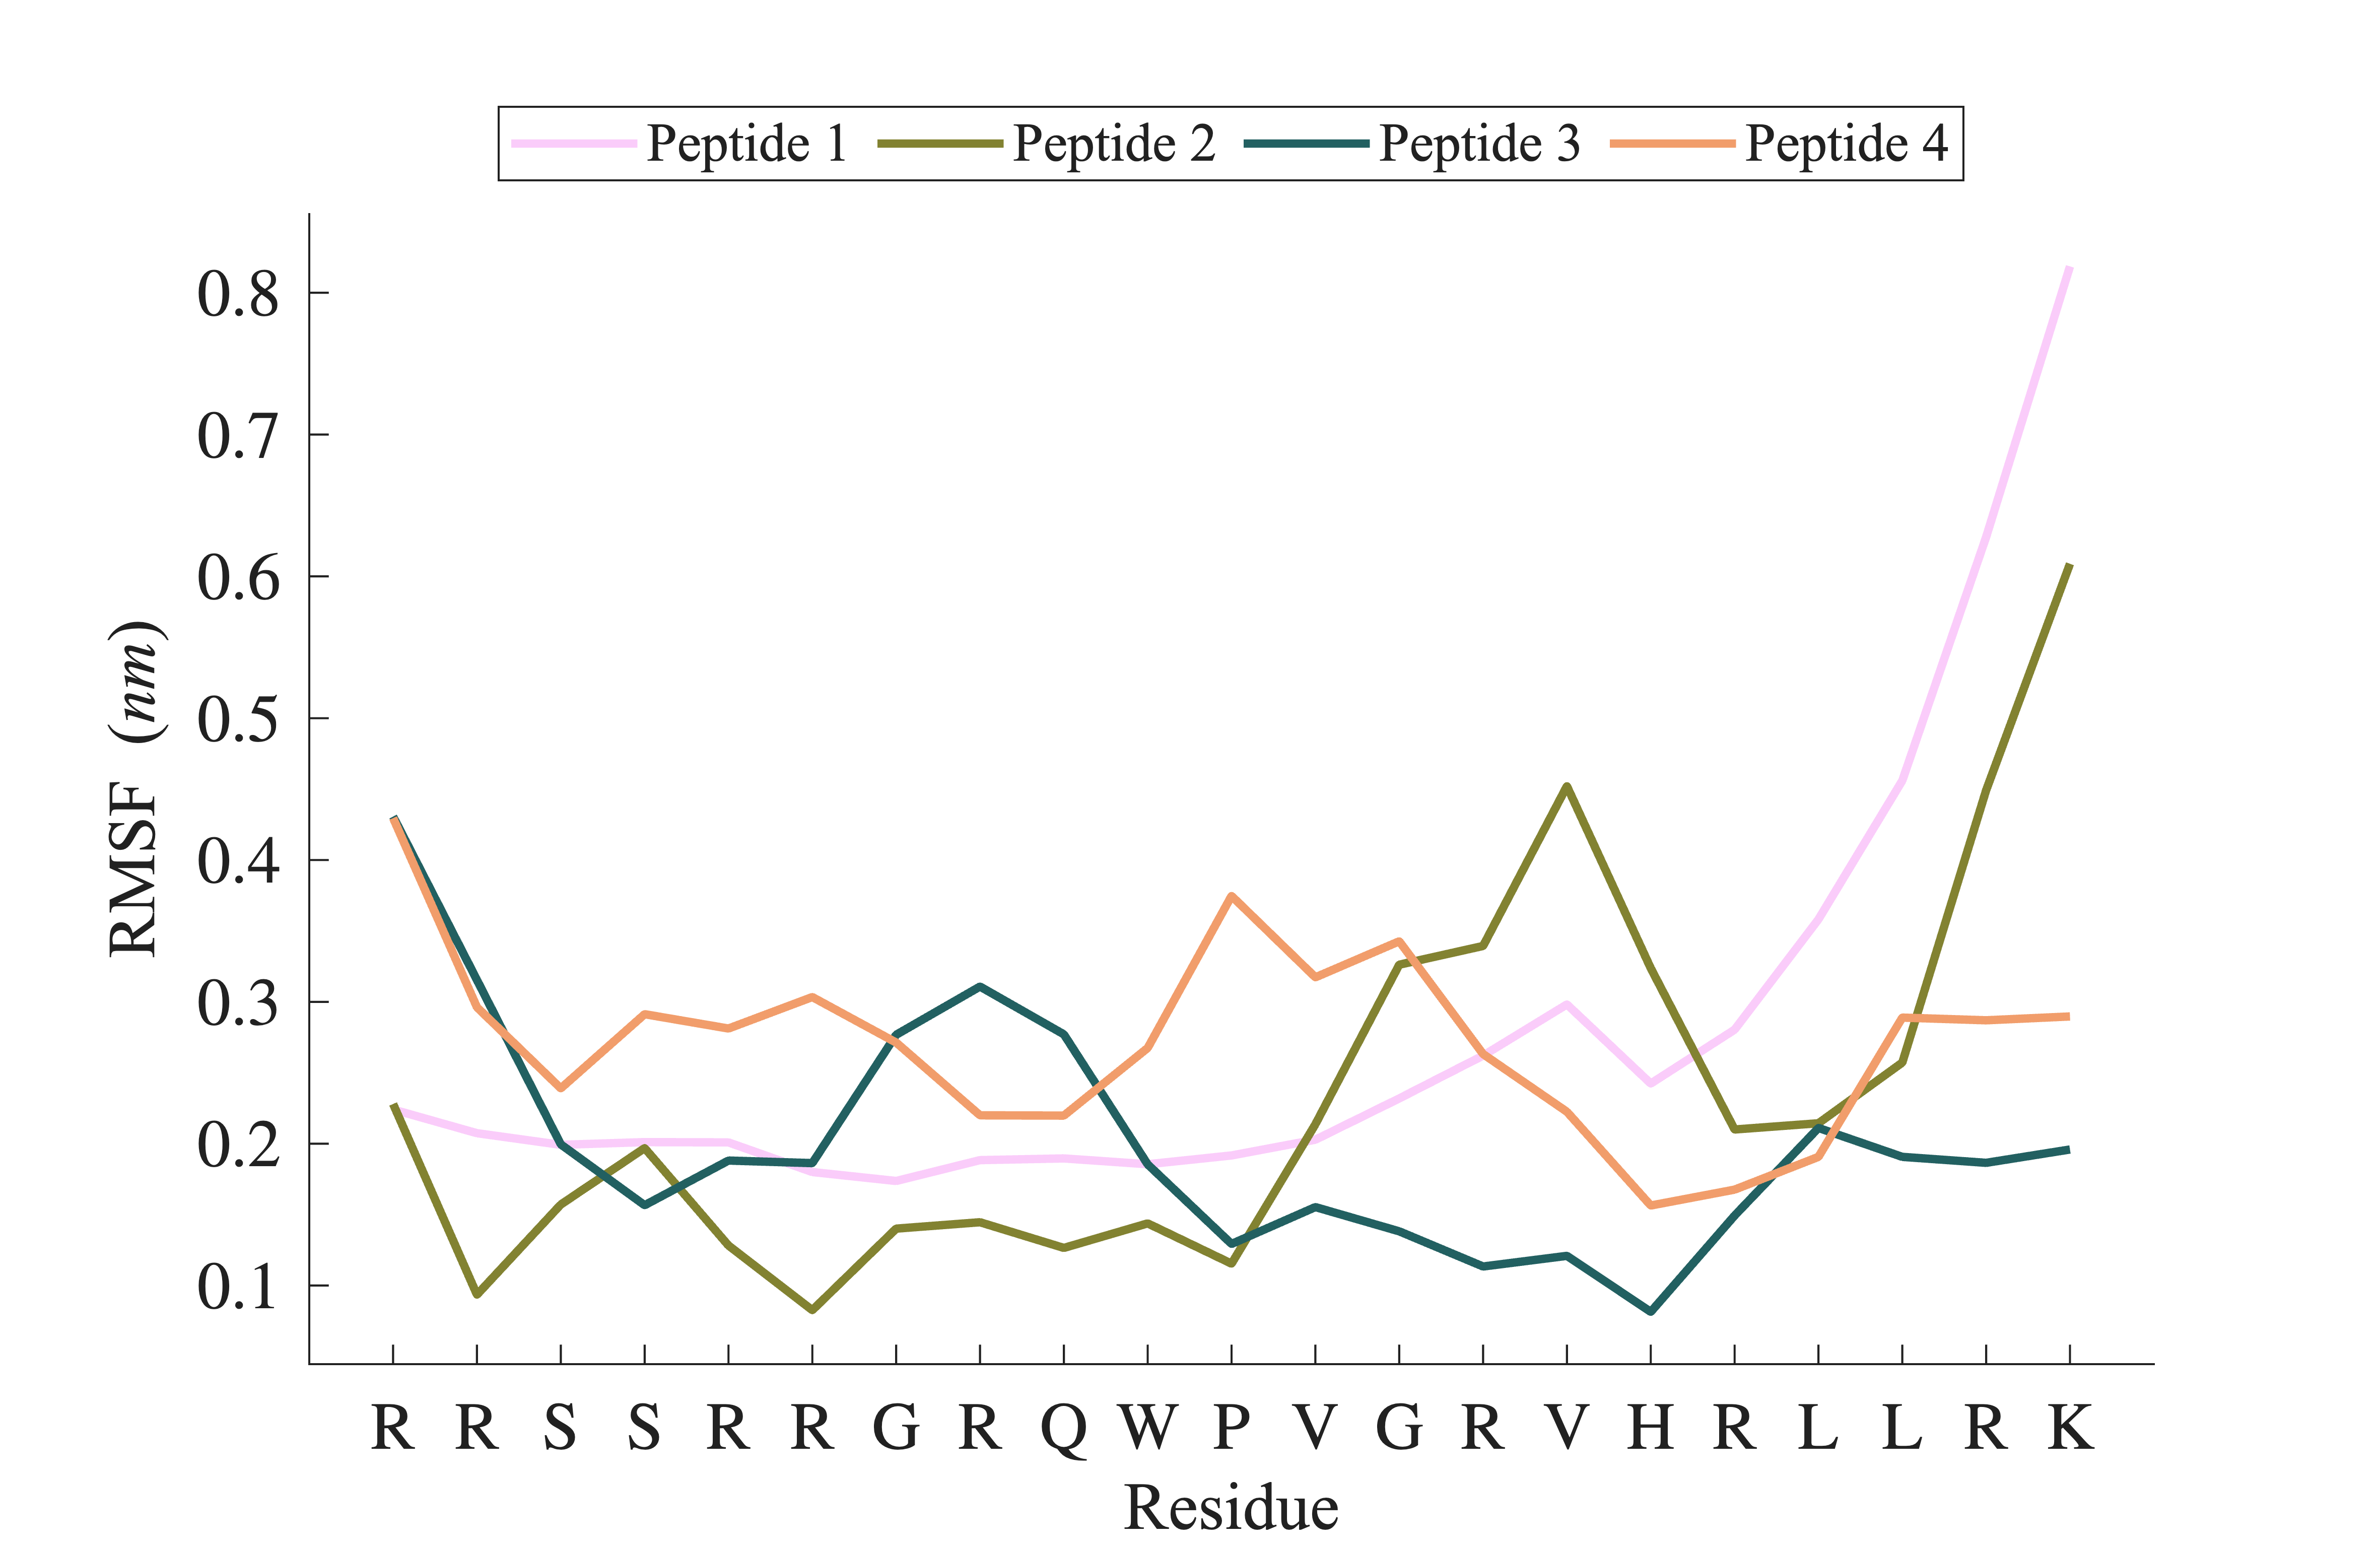 Peptide 1 Peptide 2 Peptide 3 Peptide 4
0.8
0.7
0.6
0.5
0.4
0.3
0.2
0.1
RMSF (nm)
R R S S R R G R Q W P V G R V H R L L R K
Residue